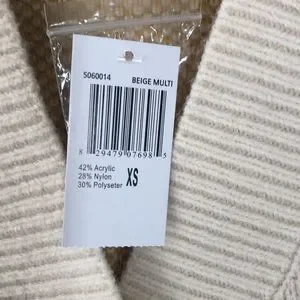 5060014 BEIGE MULTI
8 29479 07698 5
42% Acrylic
28% Nylon XS
30% Polyseter